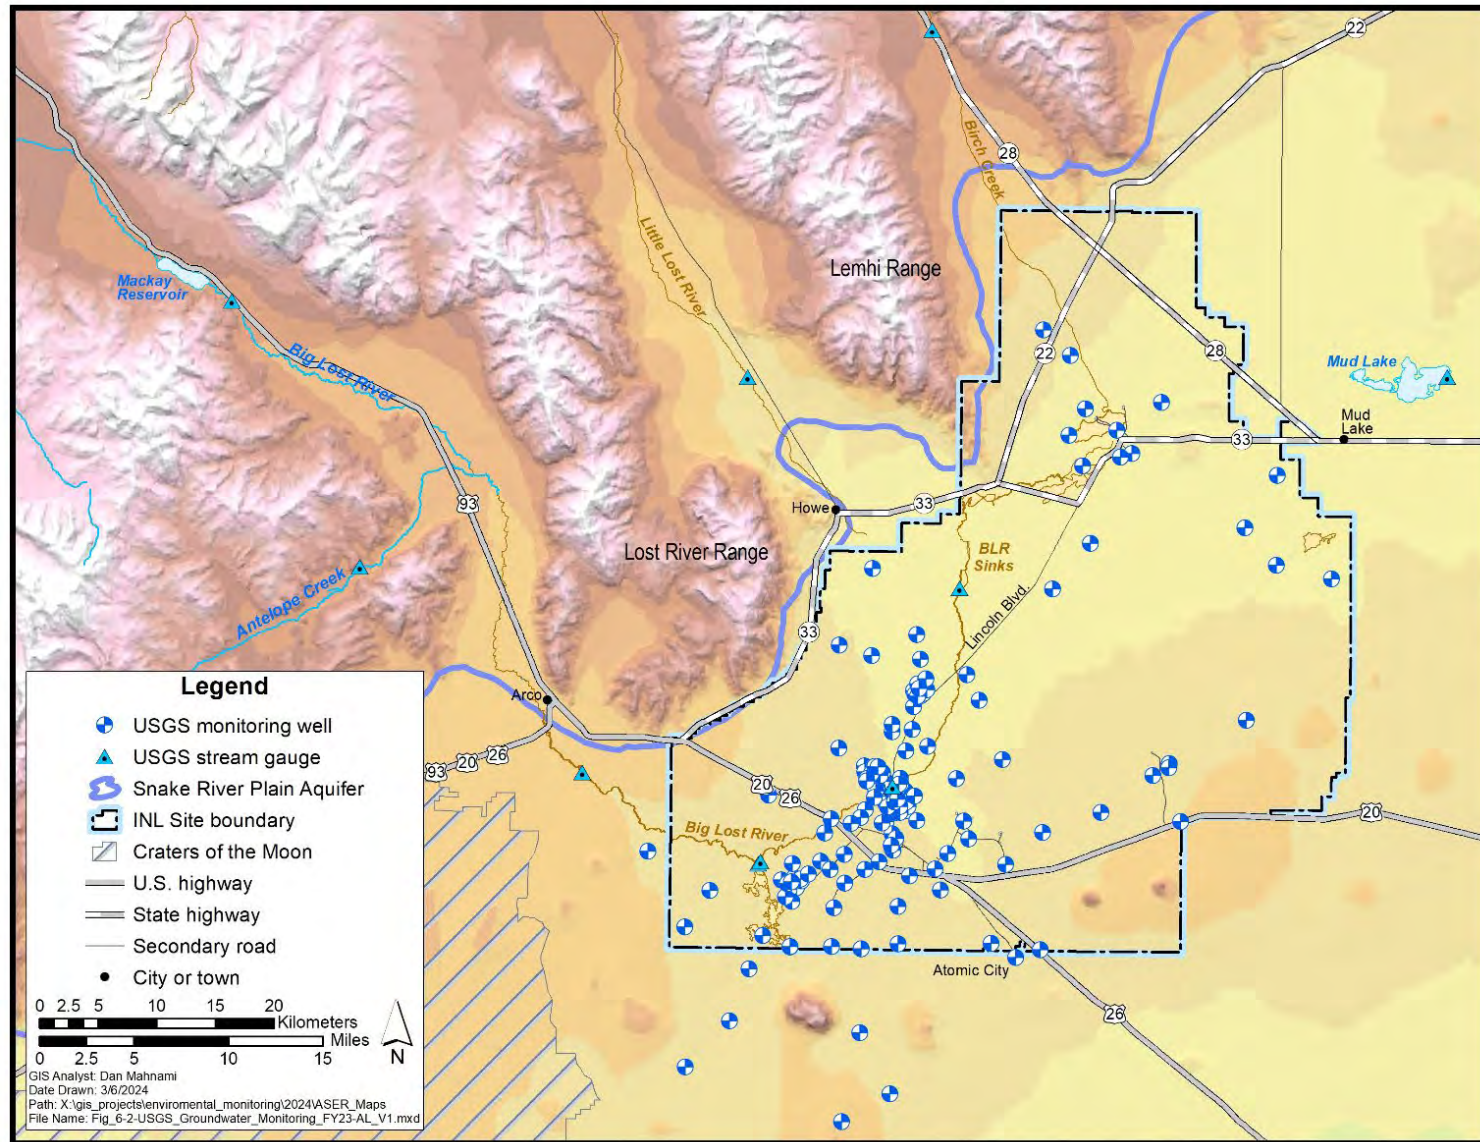 22
28
Birch Creek
Little Lost River
Lemhi Range
Mackay
Reservoir
Big Lost River
22
28
Mud Lake
Mud
Lake
33
93
Howe
33
Lost River Range
BLR
Sinks
Antelope Creek
Lincoln Blvd.
33
Arco
93
20
26
20
26
20
Big Lost River
Atomic City
26
Legend
USGS monitoring well
USGS stream gauge
Snake River Plain Aquifer
INL Site boundary
Craters of the Moon
U.S. highway
State highway
Secondary road
City or town
0 2.5 5 10 15 20
Kilometers
Miles
0 2.5 5 10 15
N
GIS Analyst: Dan Mahnami
Date Drawn: 3/6/2024
Path: X:\gis_projects\enviromental_monitoring\2024\ASER_Maps
File Name: Fig_6-2-USGS_Groundwater_Monitoring_FY23-AL_V1.mxd